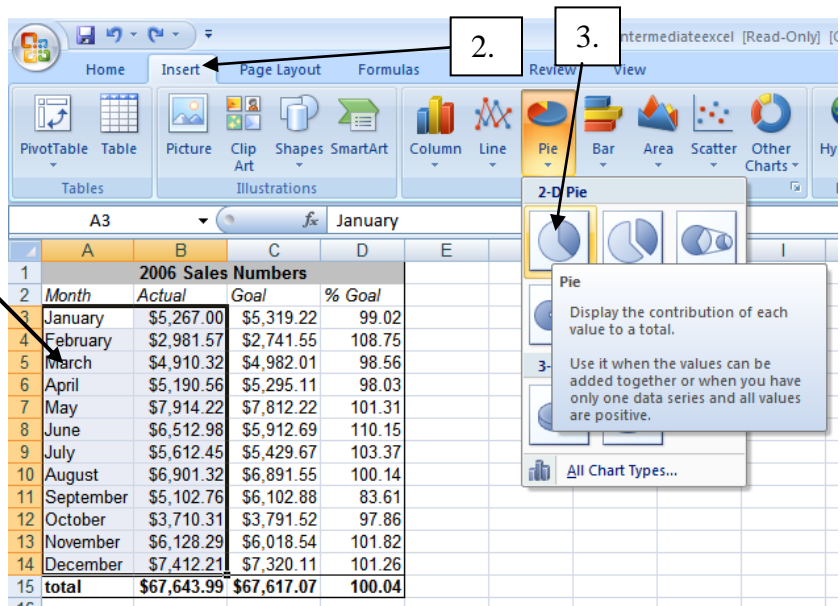 2. 3.
ntermediateexcel [Read-Only]
Home Insert Page Layout Formulas Review View
PivotTable Table Picture Clip Art Shapes SmartArt Column Line Pie Bar Area Scatter Other Charts Hy
Tables Illustrations
2-D Pie
A3 fx January
A B C D E I
1 2006 Sales Numbers
2 Month Actual Goal % Goal
3 January $5,267.00 $5,319.22 99.02
4 February $2,981.57 $2,741.55 108.75
5 March $4,910.32 $4,982.01 98.56
6 April $5,190.56 $5,295.11 98.03
7 May $7,914.22 $7,812.22 101.31
8 June $6,512.98 $5,912.69 110.15
9 July $5,612.45 $5,429.67 103.37
10 August $6,901.32 $6,891.55 100.14
11 September $5,102.76 $6,102.88 83.61
12 October $3,710.31 $3,791.52 97.86
13 November $6,128.29 $6,018.54 101.82
14 December $7,412.21 $7,320.11 101.26
15 total $67,643.99 $67,617.07 100.04
Pie
Display the contribution of each
value to a total.
Use it when the values can be
added together or when you have
only one data series and all values
are positive.
3-
All Chart Types...